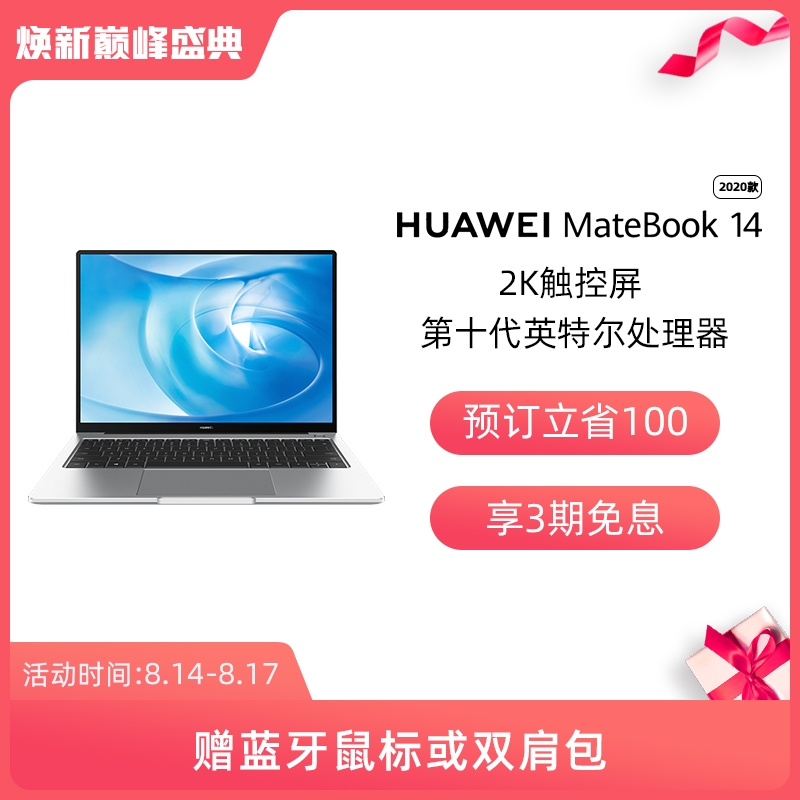 焕新巅峰盛典
2020款
HUAWEI MateBook 14
2K触控屏
第十代英特尔处理器
预订立省100
享3期免息
HUAWEI
活动时间:8.14-8.17
赠蓝牙鼠标或双肩包